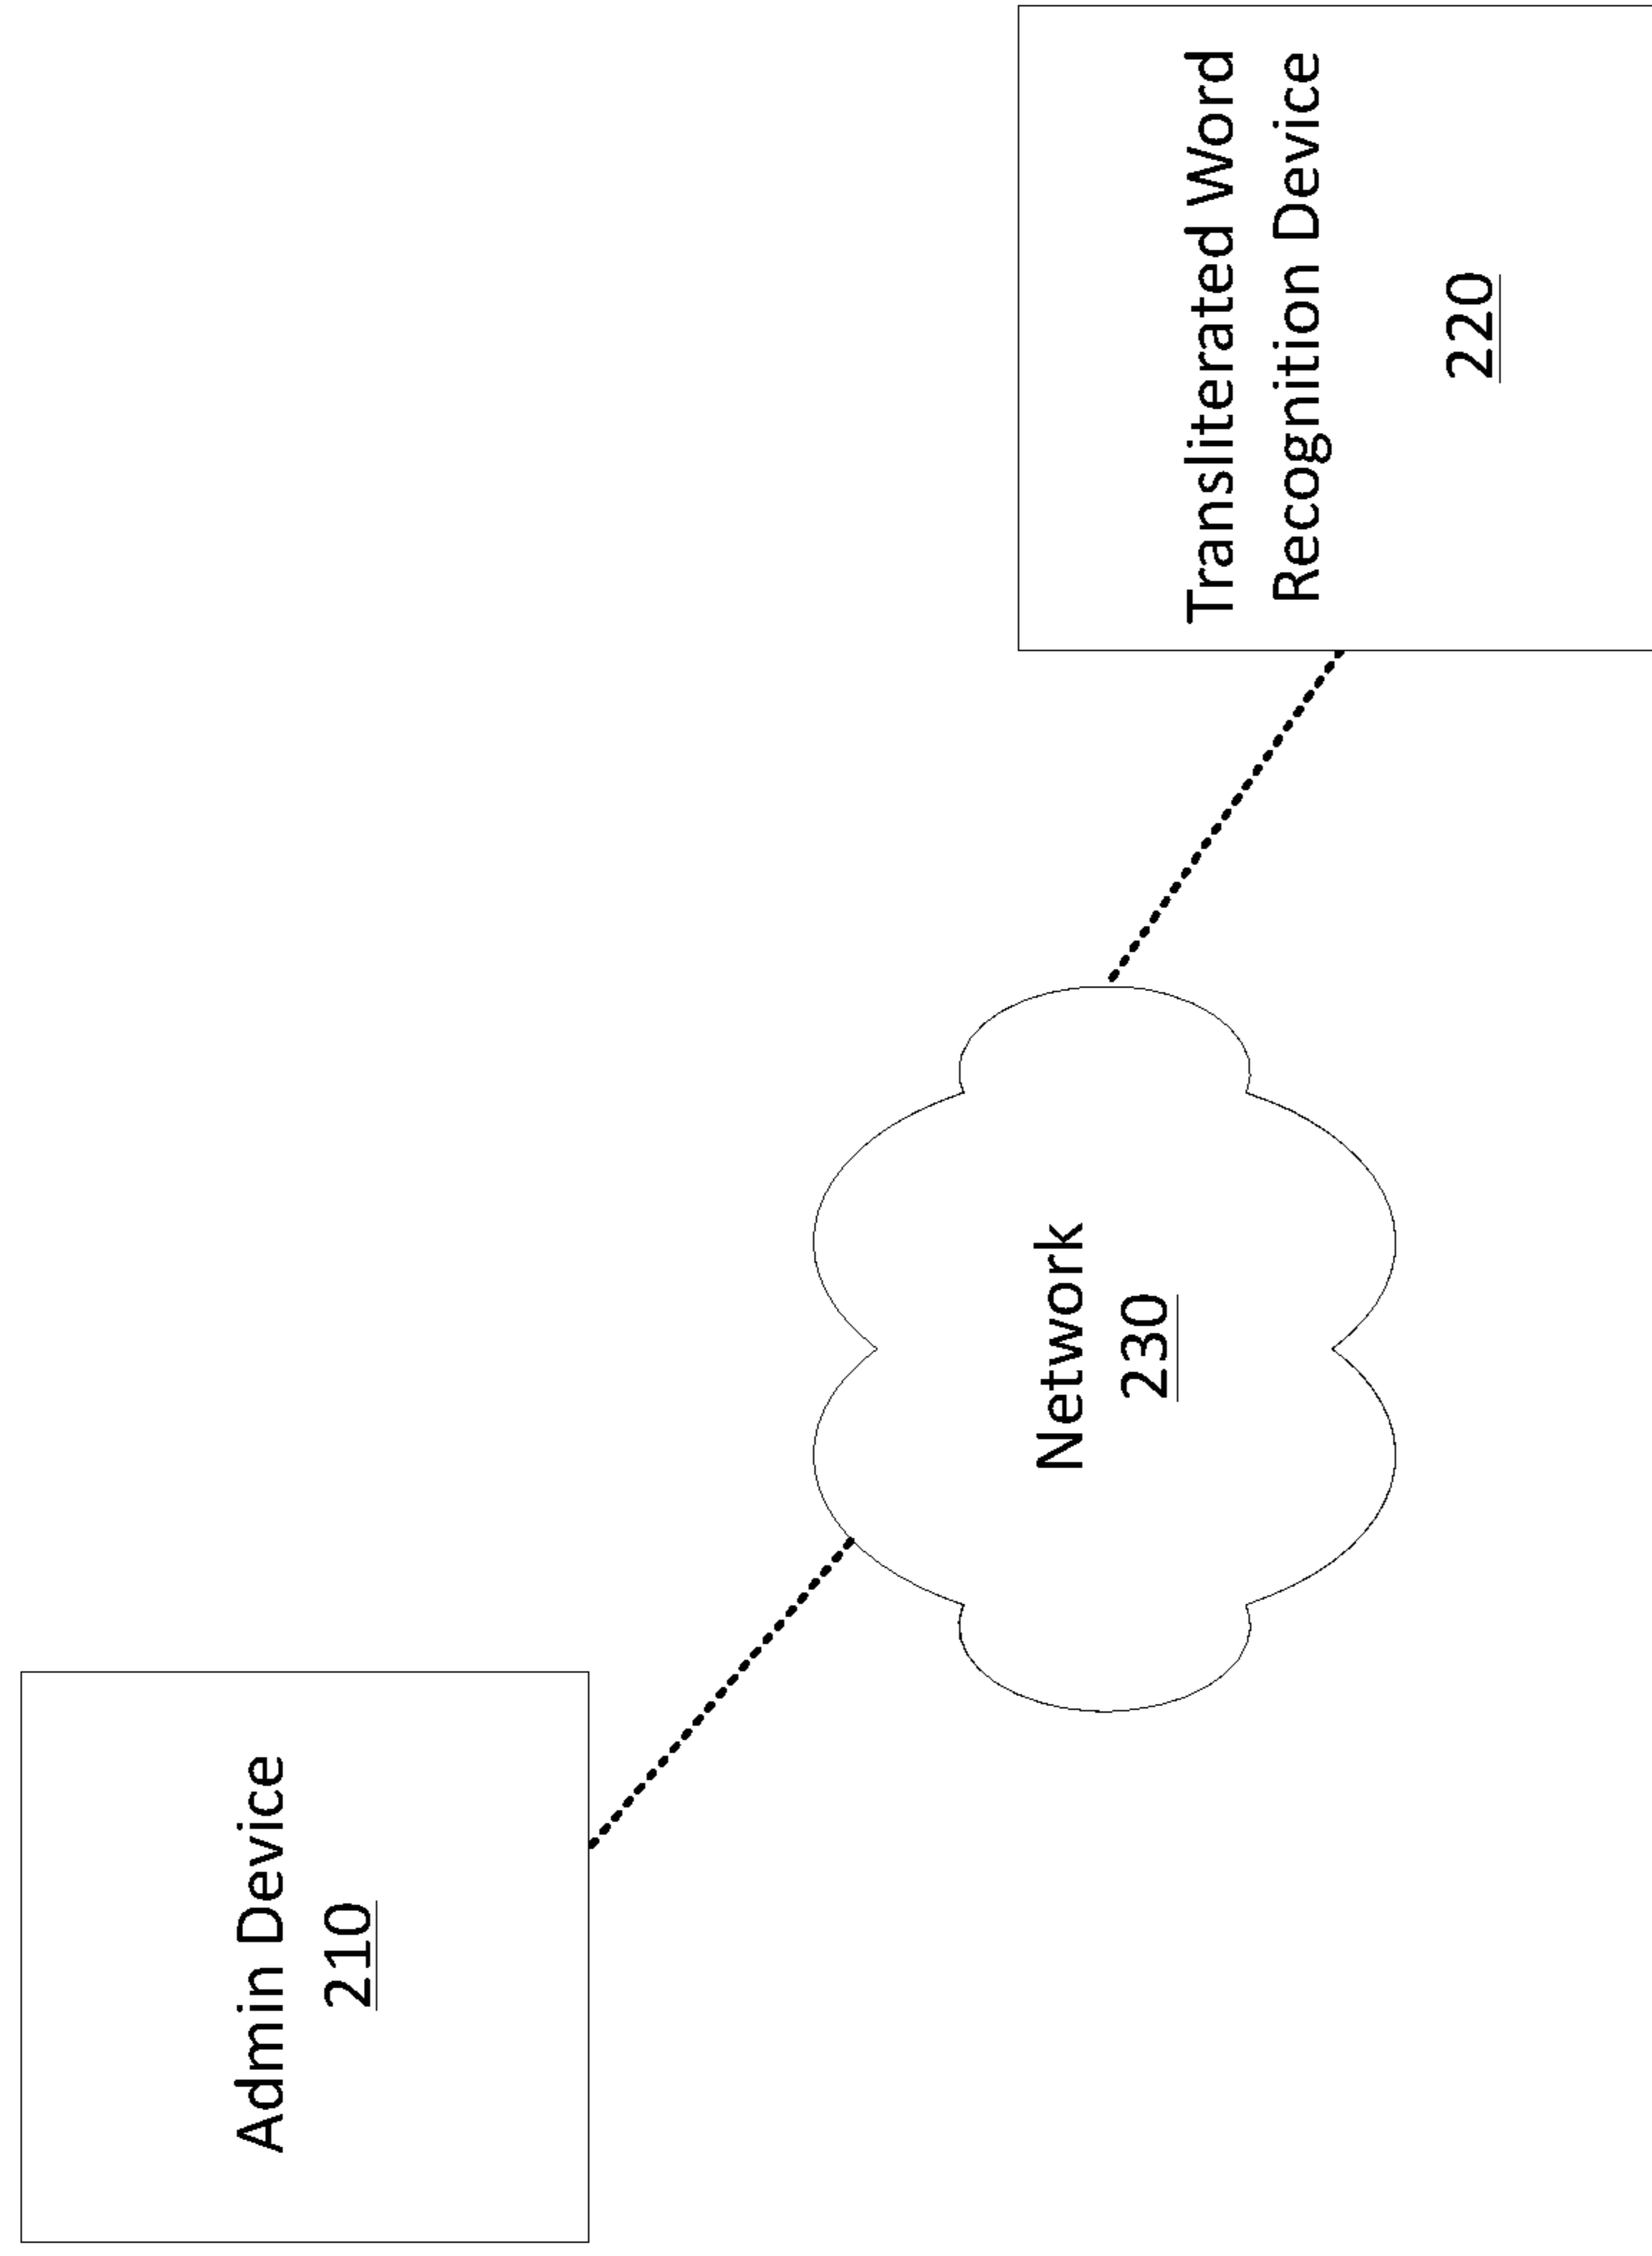 Admin Device
210
Network
230
Transliterated Word
Recognition Device
220